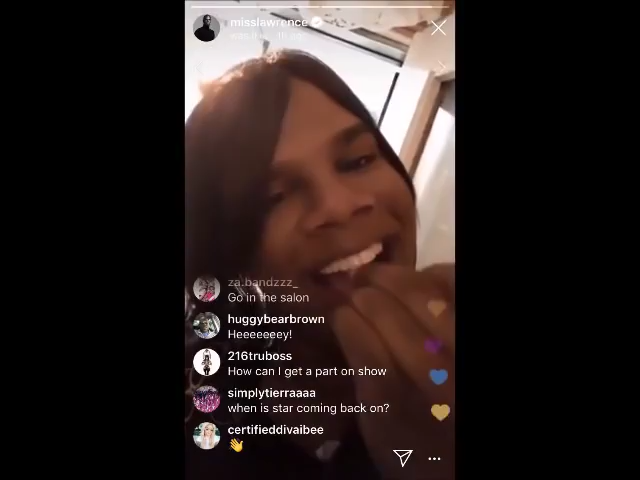 misslawrence
za.bandzzz_
Go in the salon
huggybearbrown
Heeeeeeey!
216truboss
How can I get a part on show
simplytierraaaa
when is star coming back on?
certifieddivaibee
👋